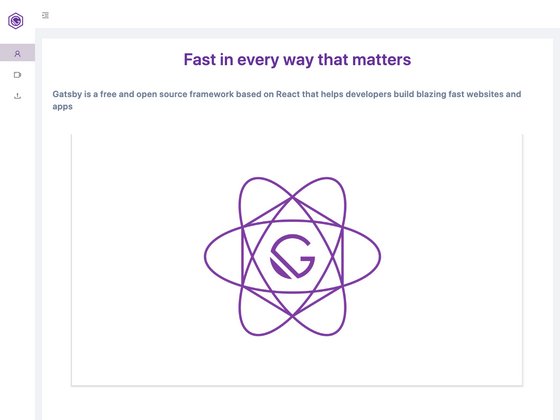 Fast in every way that matters
Gatsby is a free and open source framework based on React that helps developers build blazing fast websites and
apps